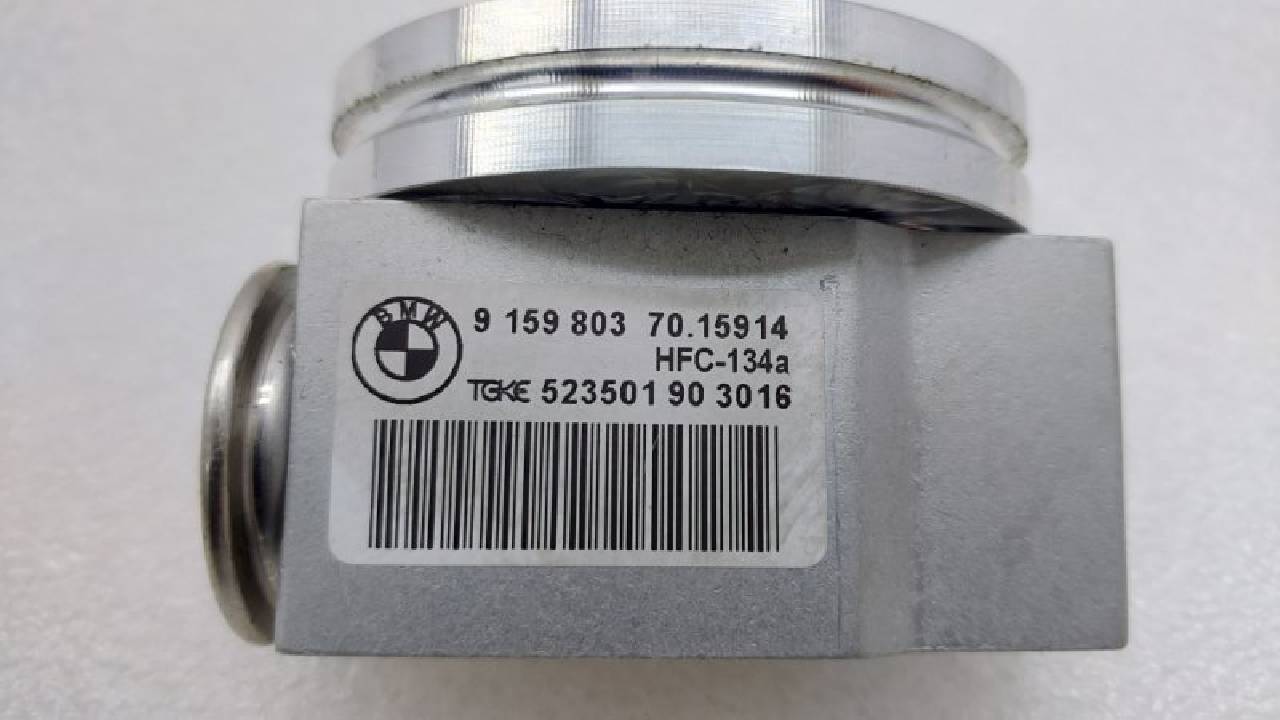 BMW
9 159 803 70.15914
HFC-134a
TGKE 523501 90 3016